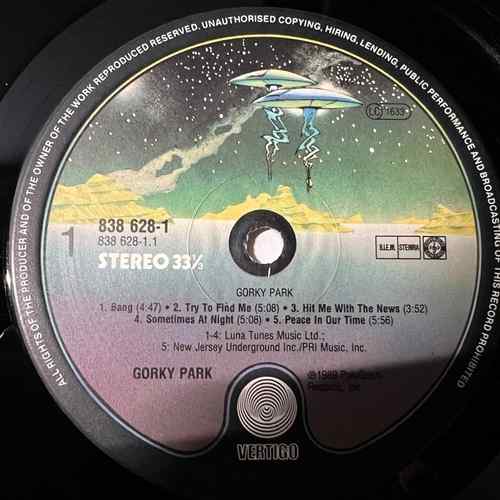 ALL RIGHTS OF THE PRODUCER AND OF THE OWNER OF THE WORK REPRODUCED RESERVED. UNAUTHORISED COPYING, HIRING, LENDING, PUBLIC PERFORMANCE AND BROADCASTING OF THIS RECORD PROHIBITED
LC 1633
1
838 628-1
838 628-1.1
STEREO 33⅓
B.I.E.M. STEMRA
GORKY PARK
1. Bang (4:47) • 2. Try To Find Me (5:08) • 3. Hit Me With The News (3:52)
4. Sometimes At Night (5:08) • 5. Peace In Our Time (5:56)
1-4: Luna Tunes Music Ltd.;
5: New Jersey Underground Inc./PRI Music, Inc.
GORKY PARK
℗1989 PolyGram
Records, Inc.
VERTIGO